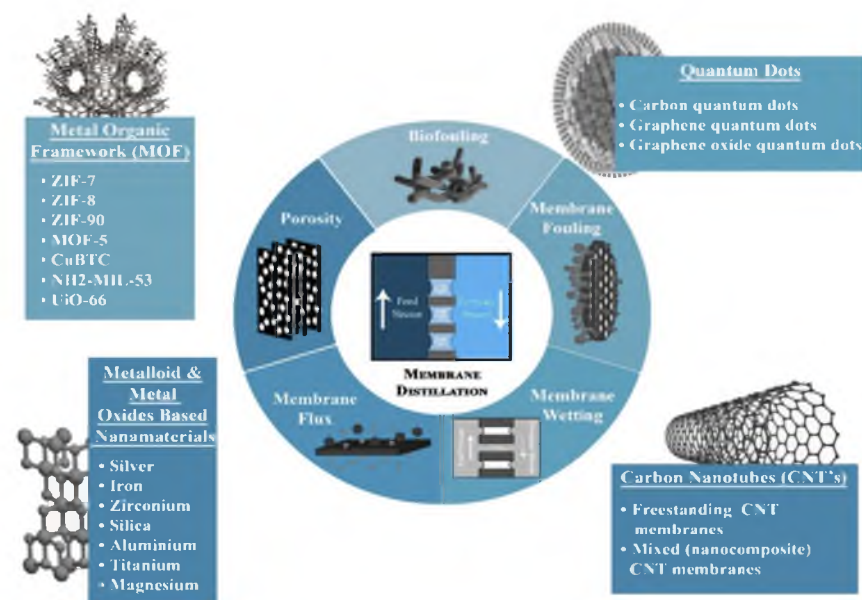 Metal Organic
Framework (MOF)
• ZIF-7
• ZIF-8
• ZIF-90
• MOF-5
• CuBTC
• NH2-MIL-53
• UiO-66
Quantum Dots
• Carbon quantum dots
• Graphene quantum dots
• Graphene oxide quantum dots
Biofouling
Porosity
Membrane
Fouling
Feed
Stream
MEMBRANE
DISTILLATION
Membrane
Flux
Membrane
Wetting
Metalloid &
Metal
Oxides Based
Nanamaterials
• Silver
• Iron
• Zirconium
• Silica
• Aluminium
• Titanium
• Magnesium
Carbon Nanotubes (CNT's)
• Freestanding CNT
membranes
• Mixed (nanocomposite)
CNT membranes